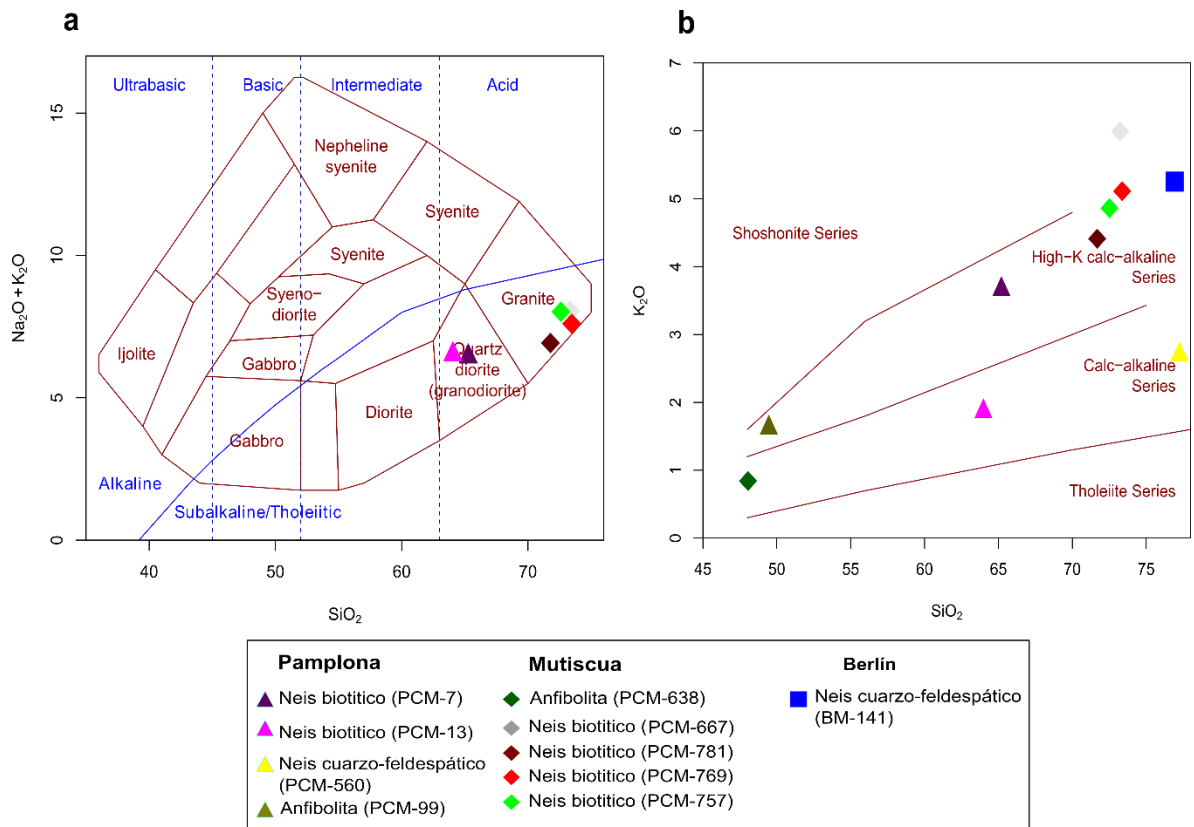 a
Ultrabasic
Basic
Intermediate
Acid
Nepheline
syenite
Syenite
Syenite
Syeno-
diorite
Granite
Ijolite
Gabbro
Quartz
diorite
(granodiorite)
Diorite
Gabbro
Alkaline
Subalkaline/Tholeiitic
Na2O + K2O
0
5
10
15
40
50
60
70
SiO2
b
Shoshonite Series
High−K calc−alkaline
Series
Calc−alkaline
Series
Tholeiite Series
K2O
0
1
2
3
4
5
6
7
45
50
55
60
65
70
75
SiO2
Pamplona
Neis biotitico (PCM-7)
Neis biotitico (PCM-13)
Neis cuarzo-feldespático
(PCM-560)
Anfibolita (PCM-99)
Mutiscua
Anfibolita (PCM-638)
Neis biotitico (PCM-667)
Neis biotitico (PCM-781)
Neis biotitico (PCM-769)
Neis biotitico (PCM-757)
Berlín
Neis cuarzo-feldespático
(BM-141)